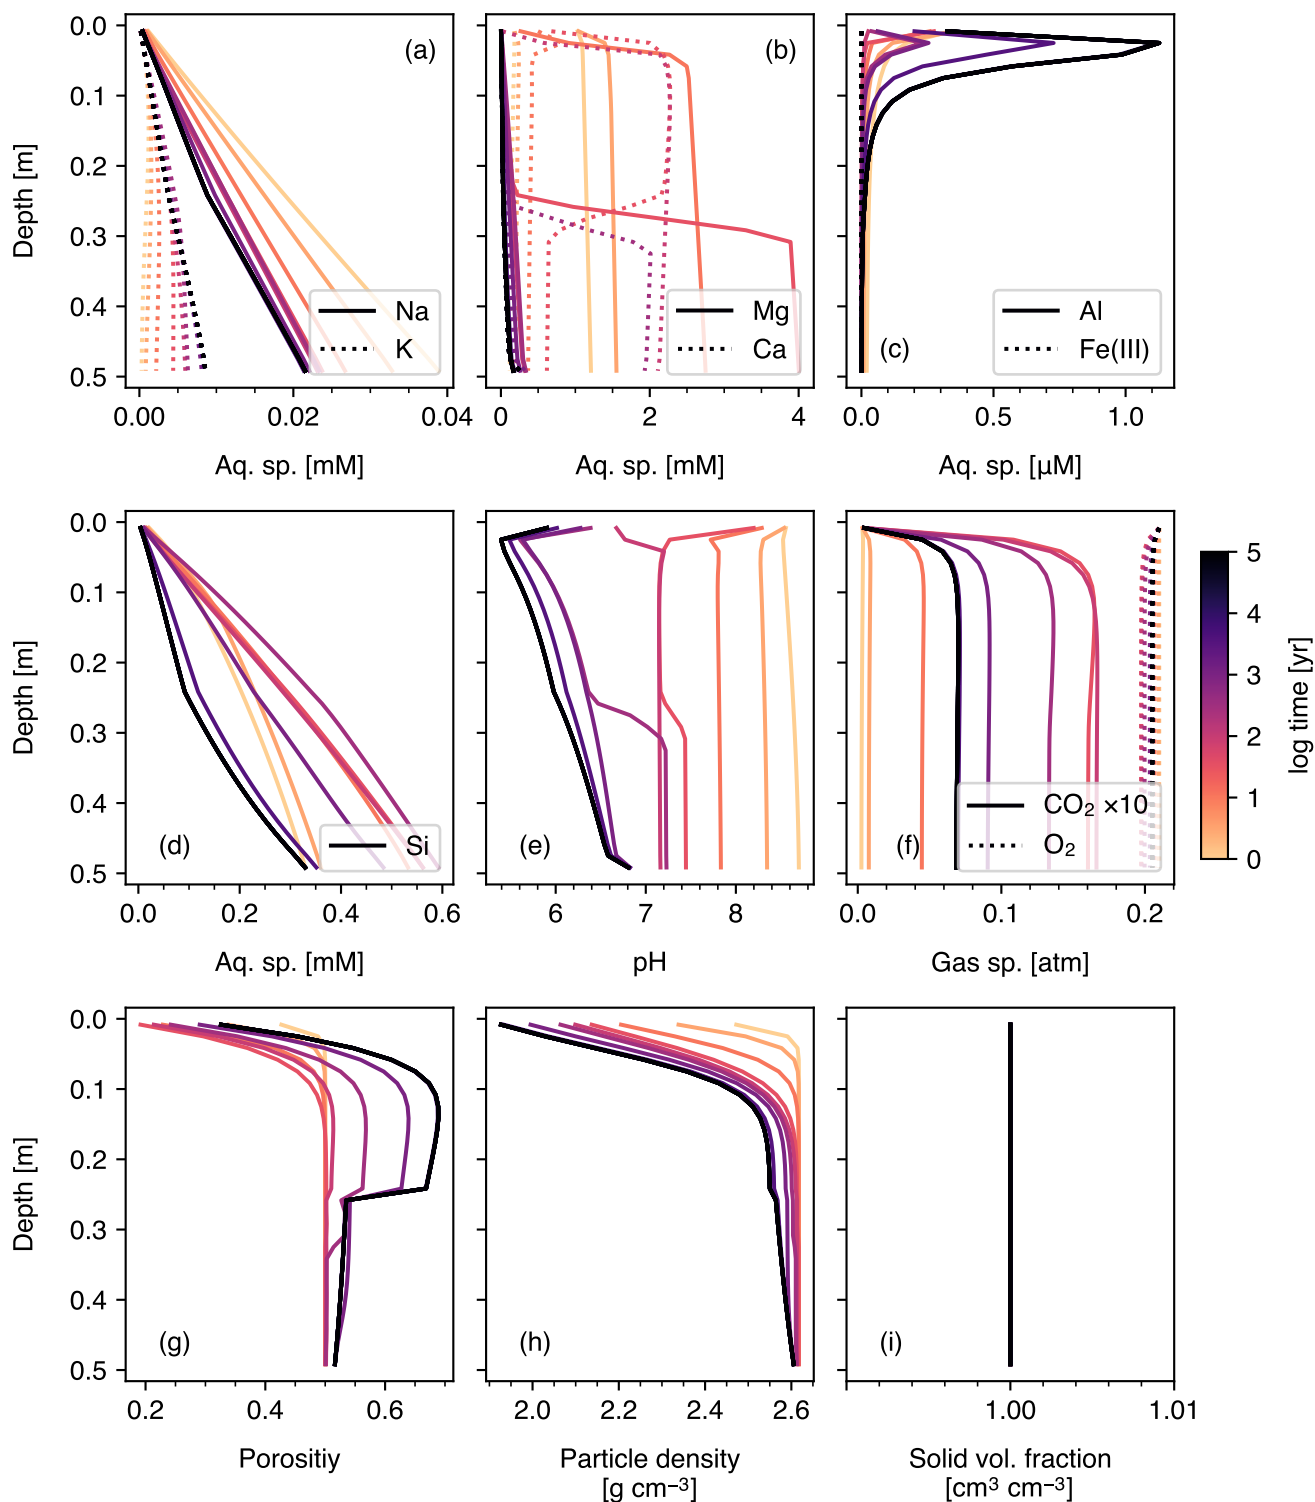 0.0
0.1
0.2
0.3
0.4
0.5
Depth [m]
(a)
Na
K
0.00
0.02
0.04
Aq. sp. [mM]
(b)
Mg
Ca
0
2
4
Aq. sp. [mM]
(c)
Al
Fe(III)
0.0
0.5
1.0
Aq. sp. [μM]
0.0
0.1
0.2
0.3
0.4
0.5
Depth [m]
(d)
Si
0.0
0.2
0.4
0.6
Aq. sp. [mM]
(e)
6
7
8
pH
(f)
CO₂ ×10
O₂
0.0
0.1
0.2
Gas sp. [atm]
5
4
3
2
1
0
log time [yr]
0.0
0.1
0.2
0.3
0.4
0.5
Depth [m]
(g)
0.2
0.4
0.6
Porositiy
(h)
2.0
2.2
2.4
2.6
Particle density
[g cm⁻³]
(i)
1.00
1.01
Solid vol. fraction
[cm³ cm⁻³]